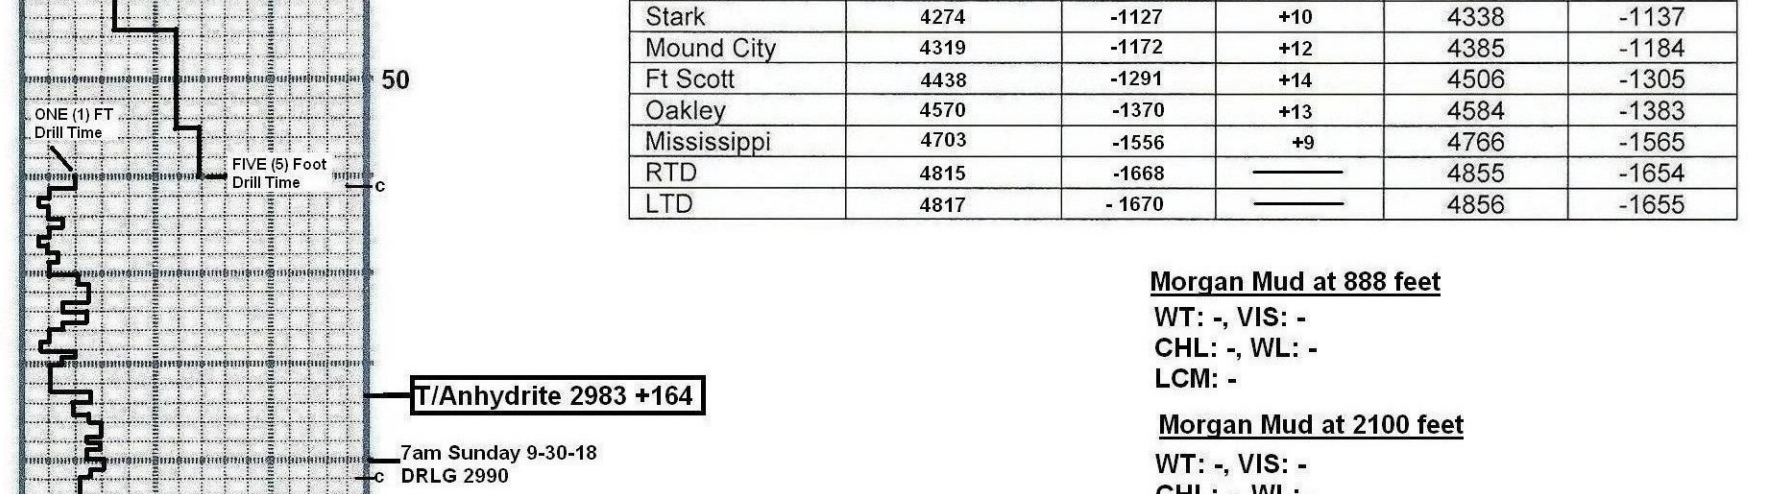 Stark 4274 -1127 +10 4338 -1137
Mound City 4319 -1172 +12 4385 -1184
Ft Scott 4438 -1291 +14 4506 -1305
Oakley 4570 -1370 +13 4584 -1383
Mississippi 4703 -1556 +9 4766 -1565
RTD 4815 -1668 4855 -1654
LTD 4817 - 1670 4856 -1655
50
ONE (1) FT
Drill Time
FIVE (5) Foot
Drill Time
c
T/Anhydrite 2983 +164
7am Sunday 9-30-18
c DRLG 2990
Morgan Mud at 888 feet
WT: -, VIS: -
CHL: -, WL: -
LCM: -
Morgan Mud at 2100 feet
WT: -, VIS: -
CHL: -, WL: -